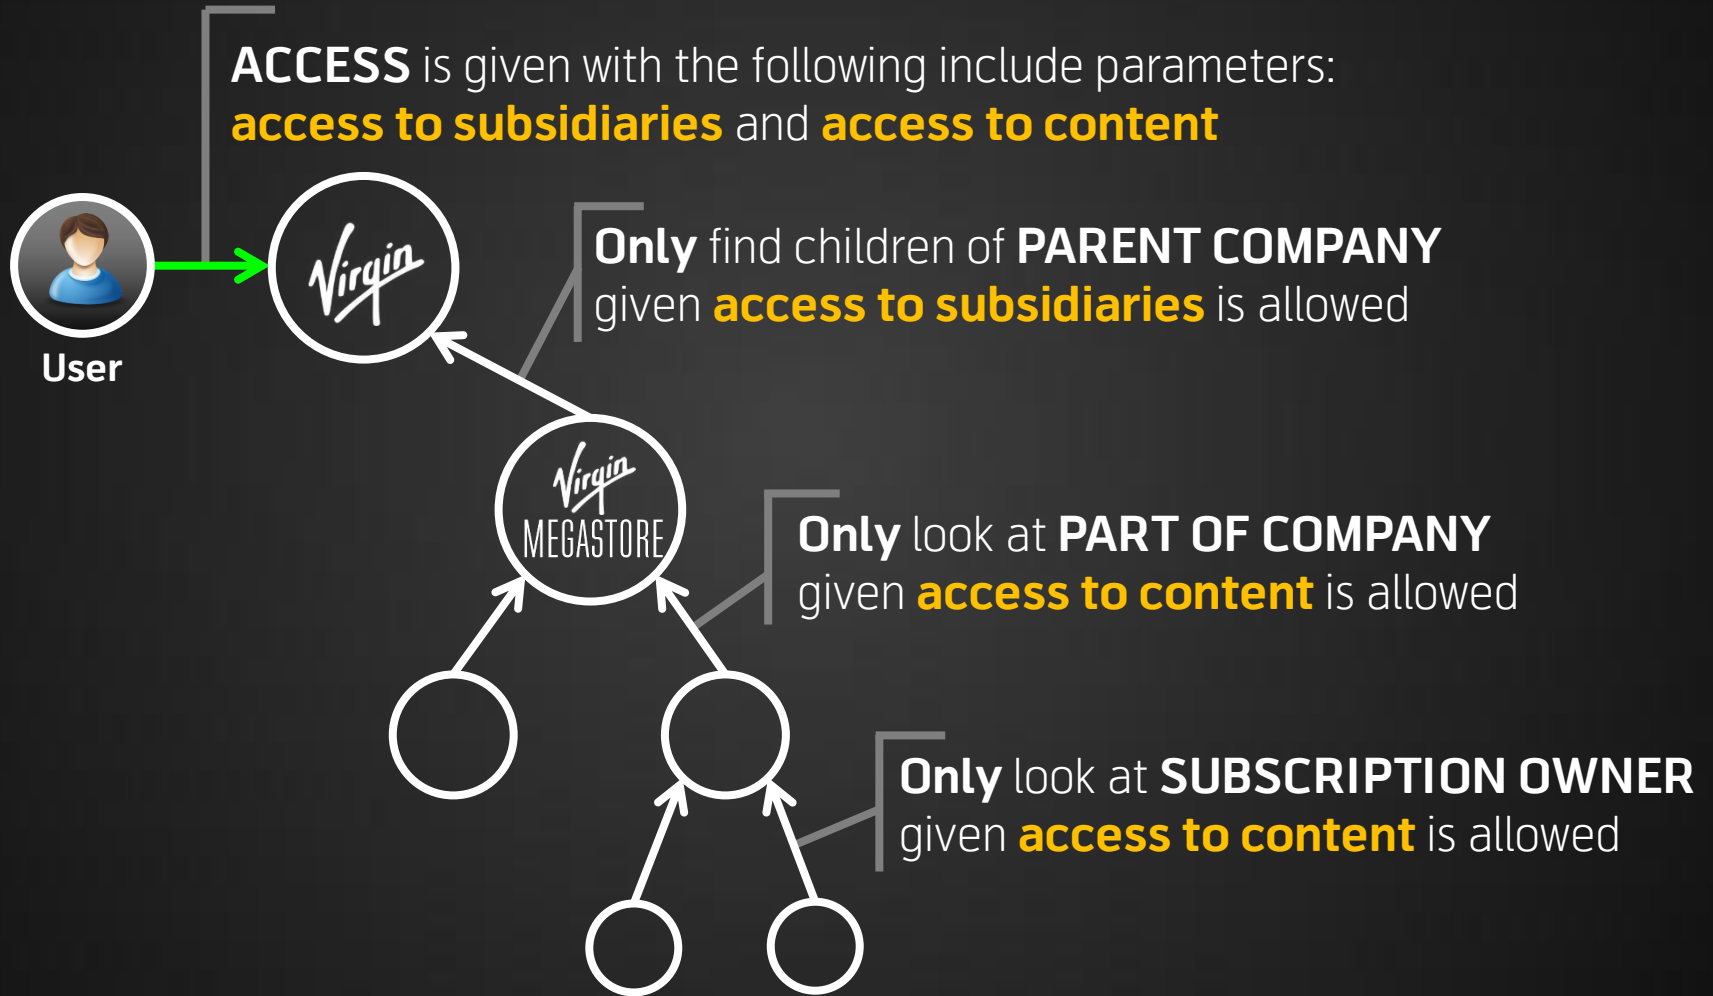 ACCESS is given with the following include parameters:
access to subsidiaries and access to content
Virgin
User
Only find children of PARENT COMPANY
given access to subsidiaries is allowed
Virgin
MEGASTORE
Only look at PART OF COMPANY
given access to content is allowed
Only look at SUBSCRIPTION OWNER
given access to content is allowed